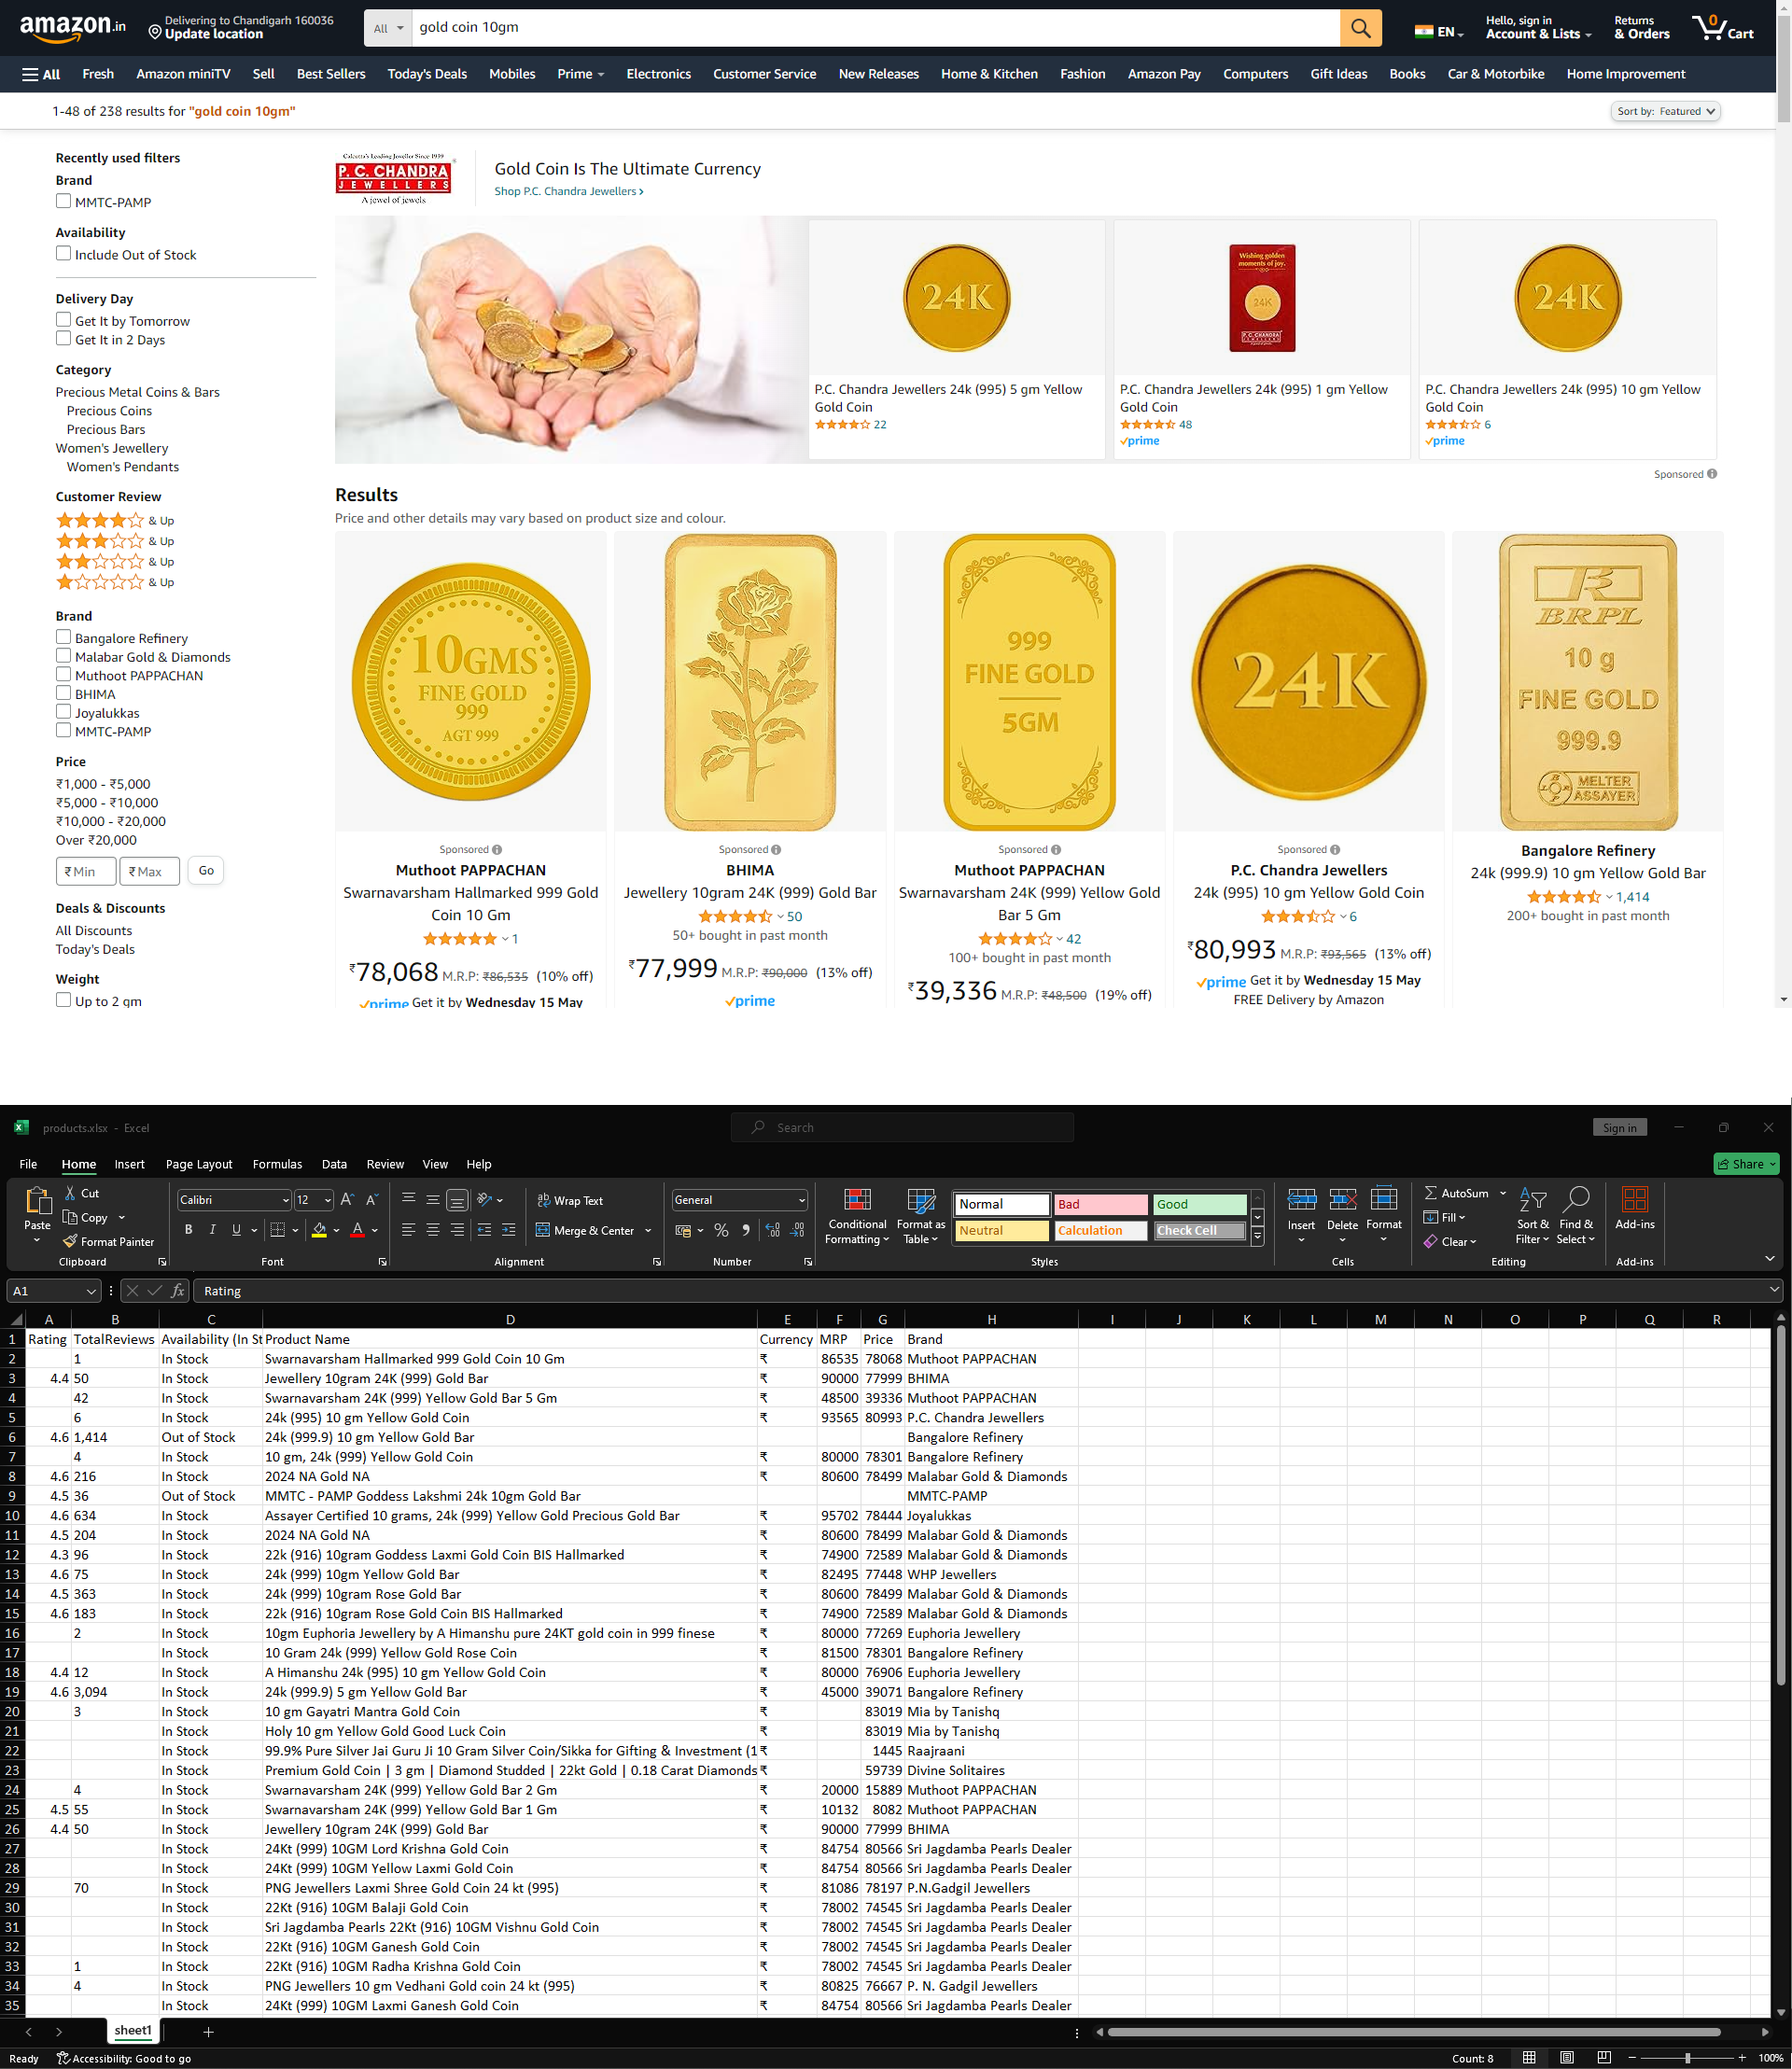 amazon.in
Delivering to Chandigarh 160036
Update location
All
gold coin 10gm
EN
Hello, sign in
Account & Lists
Returns
& Orders
0
Cart
All Fresh Amazon miniTV Sell Best Sellers Today's Deals Mobiles Prime Electronics Customer Service New Releases Home & Kitchen Fashion Amazon Pay Computers Gift Ideas Books Car & Motorbike Home Improvement
1-48 of 238 results for "gold coin 10gm"
Sort by: Featured
Recently used filters
Brand
MMTC-PAMP
Availability
Include Out of Stock
Delivery Day
Get It by Tomorrow
Get It in 2 Days
Category
Precious Metal Coins & Bars
Precious Coins
Precious Bars
Women's Jewellery
Women's Pendants
Customer Review
& Up
& Up
& Up
& Up
Brand
Bangalore Refinery
Malabar Gold & Diamonds
Muthoot PAPPACHAN
BHIMA
Joyalukkas
MMTC-PAMP
Price
₹1,000 - ₹5,000
₹5,000 - ₹10,000
₹10,000 - ₹20,000
Over ₹20,000
₹ Min
₹ Max
Go
Deals & Discounts
All Discounts
Today's Deals
Weight
Up to 2 gm
Calcutta's Leading Jeweller Since 1939
P. C. CHANDRA
JEWELLERS
A jewel of jewels
Gold Coin Is The Ultimate Currency
Shop P.C. Chandra Jewellers ›
24K
P.C. Chandra Jewellers 24k (995) 5 gm Yellow
Gold Coin
22
Wishing golden
moments of joy.
24K
P.C. CHANDRA
JEWELLERS
P.C. Chandra Jewellers 24k (995) 1 gm Yellow
Gold Coin
48
prime
24K
P.C. Chandra Jewellers 24k (995) 10 gm Yellow
Gold Coin
6
prime
Sponsored
Results
Price and other details may vary based on product size and colour.
10GMS
FINE GOLD
999
AGT 999
Sponsored
Muthoot PAPPACHAN
Swarnavarsham Hallmarked 999 Gold
Coin 10 Gm
1
₹78,068 M.R.P: ₹86,535 (10% off)
prime Get it by Wednesday 15 May
Sponsored
BHIMA
Jewellery 10gram 24K (999) Gold Bar
50
50+ bought in past month
₹77,999 M.R.P: ₹90,000 (13% off)
prime
999
FINE GOLD
5GM
Sponsored
Muthoot PAPPACHAN
Swarnavarsham 24K (999) Yellow Gold
Bar 5 Gm
42
100+ bought in past month
₹39,336 M.R.P: ₹48,500 (19% off)
24K
Sponsored
P.C. Chandra Jewellers
24k (995) 10 gm Yellow Gold Coin
6
₹80,993 M.R.P: ₹93,565 (13% off)
prime Get it by Wednesday 15 May
FREE Delivery by Amazon
BRPL
10 g
FINE GOLD
999.9
MELTER
ASSAYER
Bangalore Refinery
24k (999.9) 10 gm Yellow Gold Bar
1,414
200+ bought in past month
products.xlsx - Excel
Search
Sign in
File Home Insert Page Layout Formulas Data Review View Help
Share
Paste
Cut
Copy
Format Painter
Clipboard
Calibri
12
B I U
Font
Wrap Text
Merge & Center
Alignment
General
Number
Conditional
Formatting
Format as
Table
Normal Bad Good
Neutral Calculation Check Cell
Styles
Insert Delete Format
Cells
AutoSum
Fill
Clear
Sort &
Filter
Find &
Select
Editing
Add-ins
Add-ins
A1
fx
Rating
A B C D E F G H I J K L M N O P Q R
1 Rating TotalReviews Availability (In St Product Name Currency MRP Price Brand
2 1 In Stock Swarnavarsham Hallmarked 999 Gold Coin 10 Gm ₹ 86535 78068 Muthoot PAPPACHAN
3 4.4 50 In Stock Jewellery 10gram 24K (999) Gold Bar ₹ 90000 77999 BHIMA
4 42 In Stock Swarnavarsham 24K (999) Yellow Gold Bar 5 Gm ₹ 48500 39336 Muthoot PAPPACHAN
5 6 In Stock 24k (995) 10 gm Yellow Gold Coin ₹ 93565 80993 P.C. Chandra Jewellers
6 4.6 1,414 Out of Stock 24k (999.9) 10 gm Yellow Gold Bar Bangalore Refinery
7 4 In Stock 10 gm, 24k (999) Yellow Gold Coin ₹ 80000 78301 Bangalore Refinery
8 4.6 216 In Stock 2024 NA Gold NA ₹ 80600 78499 Malabar Gold & Diamonds
9 4.5 36 Out of Stock MMTC - PAMP Goddess Lakshmi 24k 10gm Gold Bar MMTC-PAMP
10 4.6 634 In Stock Assayer Certified 10 grams, 24k (999) Yellow Gold Precious Gold Bar ₹ 95702 78444 Joyalukkas
11 4.5 204 In Stock 2024 NA Gold NA ₹ 80600 78499 Malabar Gold & Diamonds
12 4.3 96 In Stock 22k (916) 10gram Goddess Laxmi Gold Coin BIS Hallmarked ₹ 74900 72589 Malabar Gold & Diamonds
13 4.6 75 In Stock 24k (999) 10gm Yellow Gold Bar ₹ 82495 77448 WHP Jewellers
14 4.5 363 In Stock 24k (999) 10gram Rose Gold Bar ₹ 80600 78499 Malabar Gold & Diamonds
15 4.6 183 In Stock 22k (916) 10gram Rose Gold Coin BIS Hallmarked ₹ 74900 72589 Malabar Gold & Diamonds
16 2 In Stock 10gm Euphoria Jewellery by A Himanshu pure 24KT gold coin in 999 finese ₹ 80000 77269 Euphoria Jewellery
17 In Stock 10 Gram 24k (999) Yellow Gold Rose Coin ₹ 81500 78301 Bangalore Refinery
18 4.4 12 In Stock A Himanshu 24k (995) 10 gm Yellow Gold Coin ₹ 80000 76906 Euphoria Jewellery
19 4.6 3,094 In Stock 24k (999.9) 5 gm Yellow Gold Bar ₹ 45000 39071 Bangalore Refinery
20 3 In Stock 10 gm Gayatri Mantra Gold Coin ₹ 83019 Mia by Tanishq
21 In Stock Holy 10 gm Yellow Gold Good Luck Coin ₹ 83019 Mia by Tanishq
22 In Stock 99.9% Pure Silver Jai Guru Ji 10 Gram Silver Coin/Sikka for Gifting & Investment (1 ₹ 1445 Raajraani
23 In Stock Premium Gold Coin | 3 gm | Diamond Studded | 22kt Gold | 0.18 Carat Diamonds ₹ 59739 Divine Solitaires
24 4 In Stock Swarnavarsham 24K (999) Yellow Gold Bar 2 Gm ₹ 20000 15889 Muthoot PAPPACHAN
25 4.5 55 In Stock Swarnavarsham 24K (999) Yellow Gold Bar 1 Gm ₹ 10132 8082 Muthoot PAPPACHAN
26 4.4 50 In Stock Jewellery 10gram 24K (999) Gold Bar ₹ 90000 77999 BHIMA
27 In Stock 24Kt (999) 10GM Lord Krishna Gold Coin ₹ 84754 80566 Sri Jagdamba Pearls Dealer
28 In Stock 24Kt (999) 10GM Yellow Laxmi Gold Coin ₹ 84754 80566 Sri Jagdamba Pearls Dealer
29 70 In Stock PNG Jewellers Laxmi Shree Gold Coin 24 kt (995) ₹ 81086 78197 P.N.Gadgil Jewellers
30 In Stock 22Kt (916) 10GM Balaji Gold Coin ₹ 78002 74545 Sri Jagdamba Pearls Dealer
31 In Stock Sri Jagdamba Pearls 22Kt (916) 10GM Vishnu Gold Coin ₹ 78002 74545 Sri Jagdamba Pearls Dealer
32 In Stock 22Kt (916) 10GM Ganesh Gold Coin ₹ 78002 74545 Sri Jagdamba Pearls Dealer
33 1 In Stock 22Kt (916) 10GM Radha Krishna Gold Coin ₹ 78002 74545 Sri Jagdamba Pearls Dealer
34 4 In Stock PNG Jewellers 10 gm Vedhani Gold coin 24 kt (995) ₹ 80825 76667 P. N. Gadgil Jewellers
35 In Stock 24Kt (999) 10GM Laxmi Ganesh Gold Coin ₹ 84754 80566 Sri Jagdamba Pearls Dealer
sheet1
Ready Accessibility: Good to go
Count: 8
100%